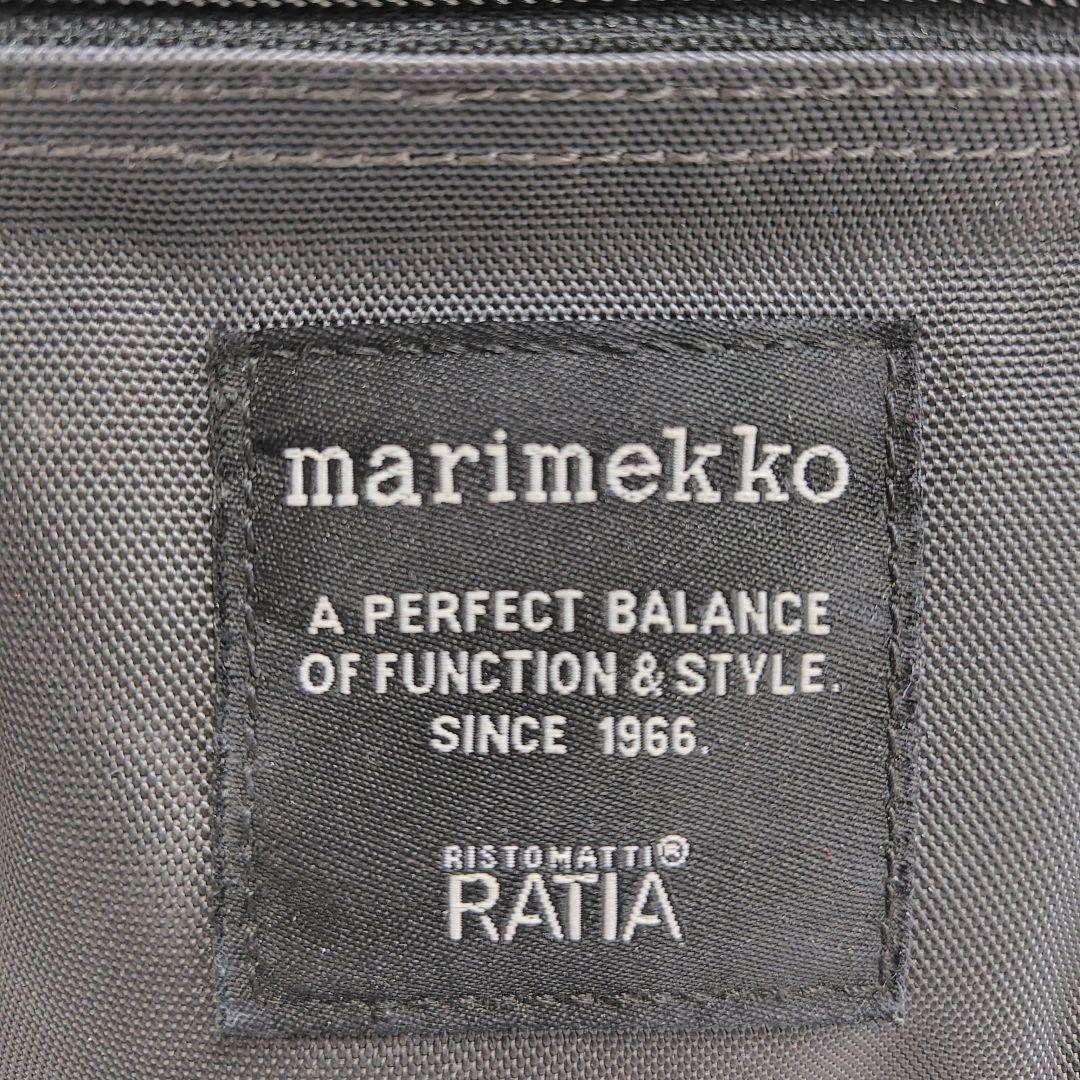 marimekko
A PERFECT BALANCE
OF FUNCTION & STYLE.
SINCE 1966.
RISTOMATTI®
RATIA